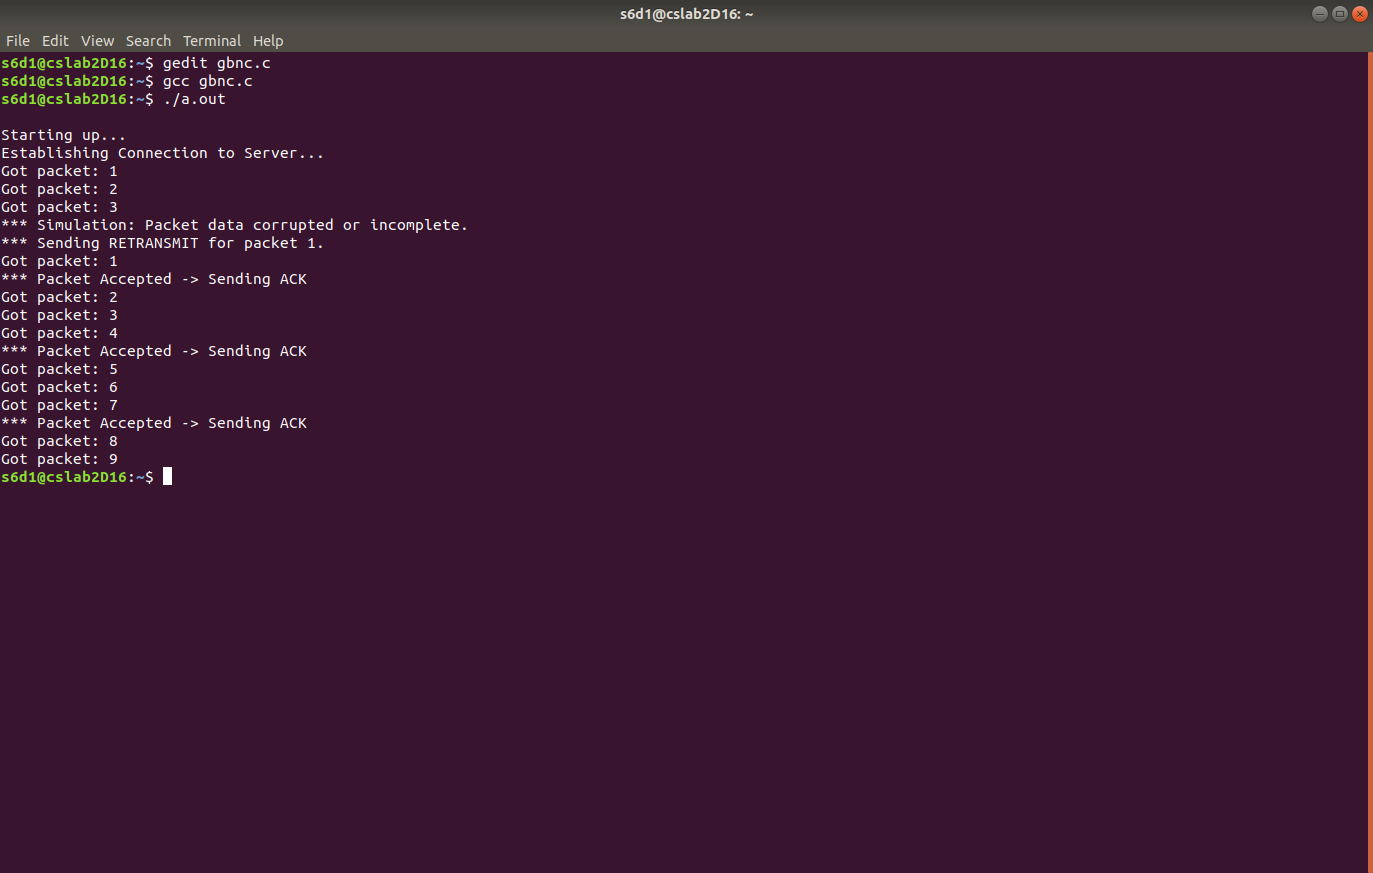 s6d1@cslab2D16: ~
File Edit View Search Terminal Help
s6d1@cslab2D16:~$ gedit gbnc.c
s6d1@cslab2D16:~$ gcc gbnc.c
s6d1@cslab2D16:~$ ./a.out
Starting up...
Establishing Connection to Server...
Got packet: 1
Got packet: 2
Got packet: 3
*** Simulation: Packet data corrupted or incomplete.
*** Sending RETRANSMIT for packet 1.
Got packet: 1
*** Packet Accepted -> Sending ACK
Got packet: 2
Got packet: 3
Got packet: 4
*** Packet Accepted -> Sending ACK
Got packet: 5
Got packet: 6
Got packet: 7
*** Packet Accepted -> Sending ACK
Got packet: 8
Got packet: 9
s6d1@cslab2D16:~$